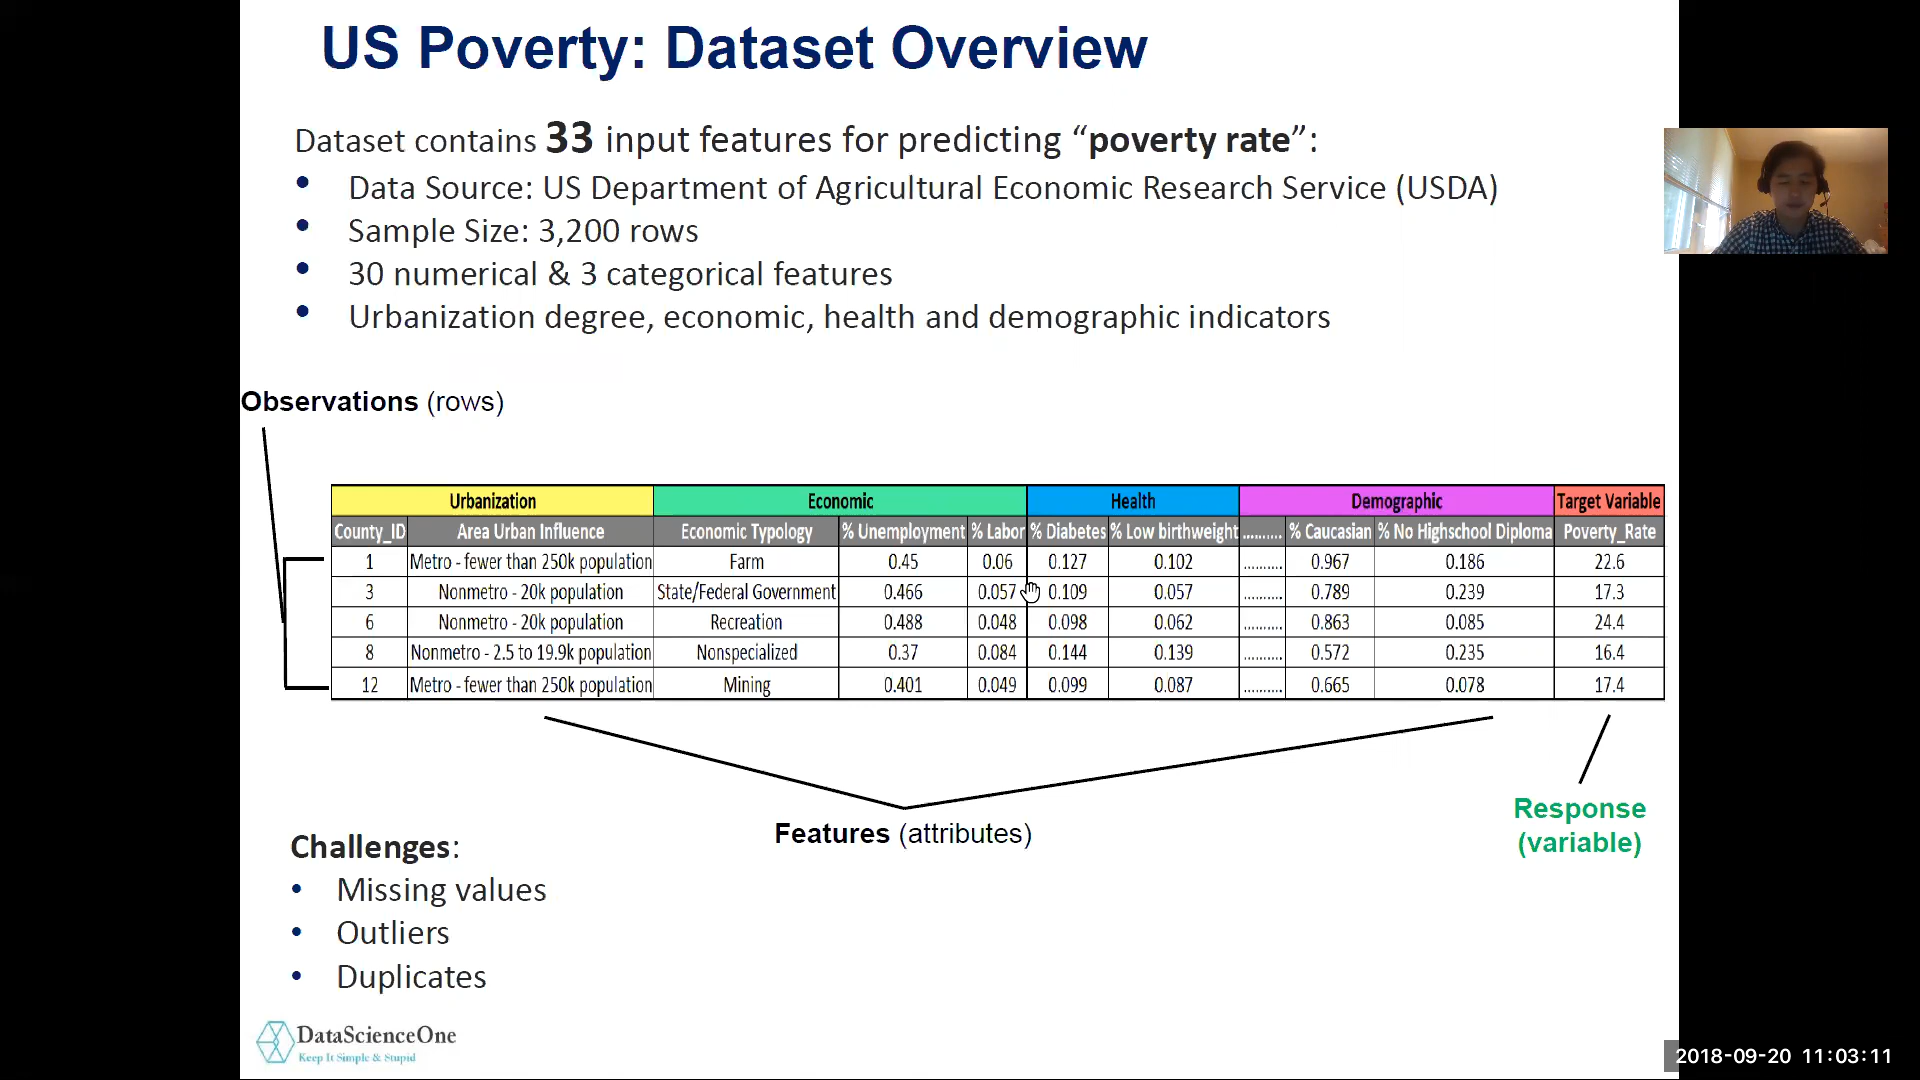 US Poverty: Dataset Overview
Dataset contains 33 input features for predicting “poverty rate”:
• Data Source: US Department of Agricultural Economic Research Service (USDA)
• Sample Size: 3,200 rows
• 30 numerical & 3 categorical features
• Urbanization degree, economic, health and demographic indicators
Observations (rows)
Urbanization Economic Health Demographic Target Variable
County_ID Area Urban Influence Economic Typology % Unemployment % Labor % Diabetes % Low birthweight .......... % Caucasian % No Highschool Diploma Poverty_Rate
1 Metro - fewer than 250k population Farm 0.45 0.06 0.127 0.102 .......... 0.967 0.186 22.6
3 Nonmetro - 20k population State/Federal Government 0.466 0.057 0.109 0.057 .......... 0.789 0.239 17.3
6 Nonmetro - 20k population Recreation 0.488 0.048 0.098 0.062 .......... 0.863 0.085 24.4
8 Nonmetro - 2.5 to 19.9k population Nonspecialized 0.37 0.084 0.144 0.139 .......... 0.572 0.235 16.4
12 Metro - fewer than 250k population Mining 0.401 0.049 0.099 0.087 .......... 0.665 0.078 17.4
Features (attributes)
Response
(variable)
Challenges:
• Missing values
• Outliers
• Duplicates
DataScienceOne
Keep It Simple & Stupid
2018-09-20 11:03:11